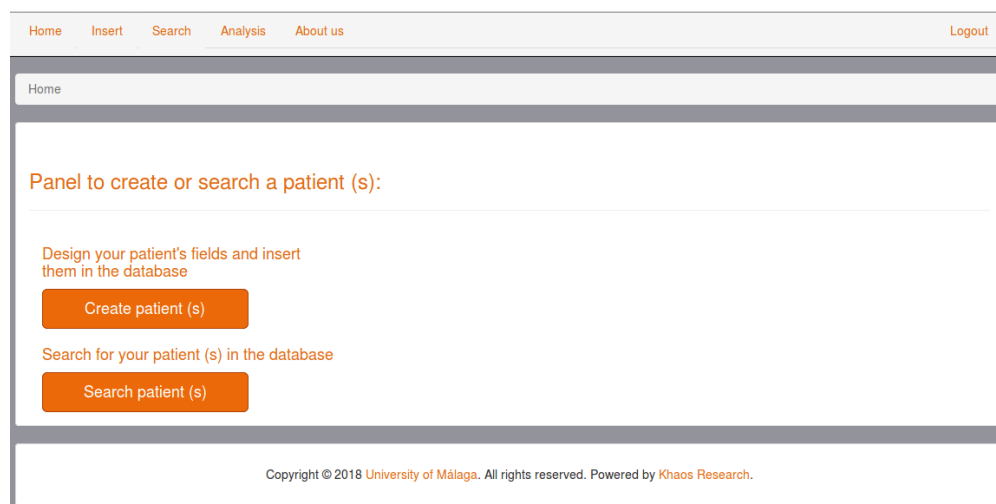 Home Insert Search Analysis About us Logout
Home
Panel to create or search a patient (s):
Design your patient's fields and insert
them in the database
Create patient (s)
Search for your patient (s) in the database
Search patient (s)
Copyright © 2018 University of Málaga. All rights reserved. Powered by Khaos Research.